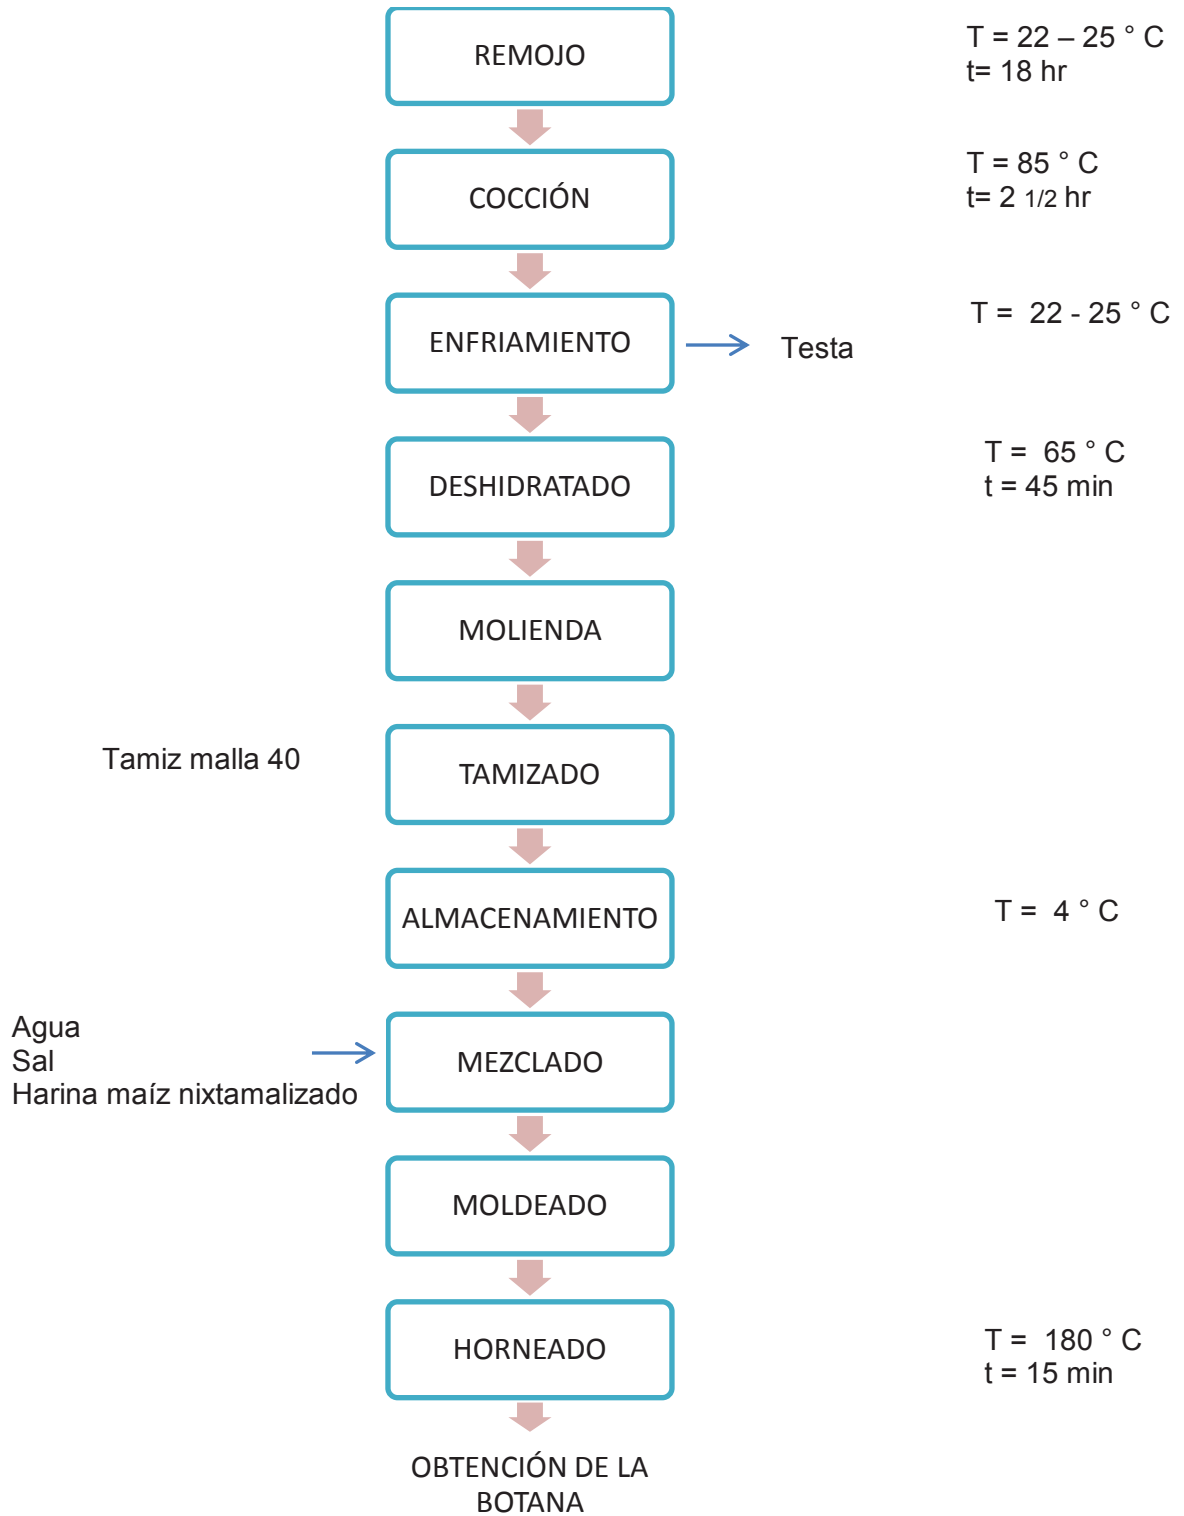 REMOJO
T = 22 – 25 ° C
t= 18 hr
COCCIÓN
T = 85 ° C
t= 2 1/2 hr
ENFRIAMIENTO
Testa
T = 22 - 25 ° C
DESHIDRATADO
T = 65 ° C
t = 45 min
MOLIENDA
Tamiz malla 40
TAMIZADO
ALMACENAMIENTO
T = 4 ° C
Agua
Sal
Harina maíz nixtamalizado
MEZCLADO
MOLDEADO
HORNEADO
T = 180 ° C
t = 15 min
OBTENCIÓN DE LA
BOTANA